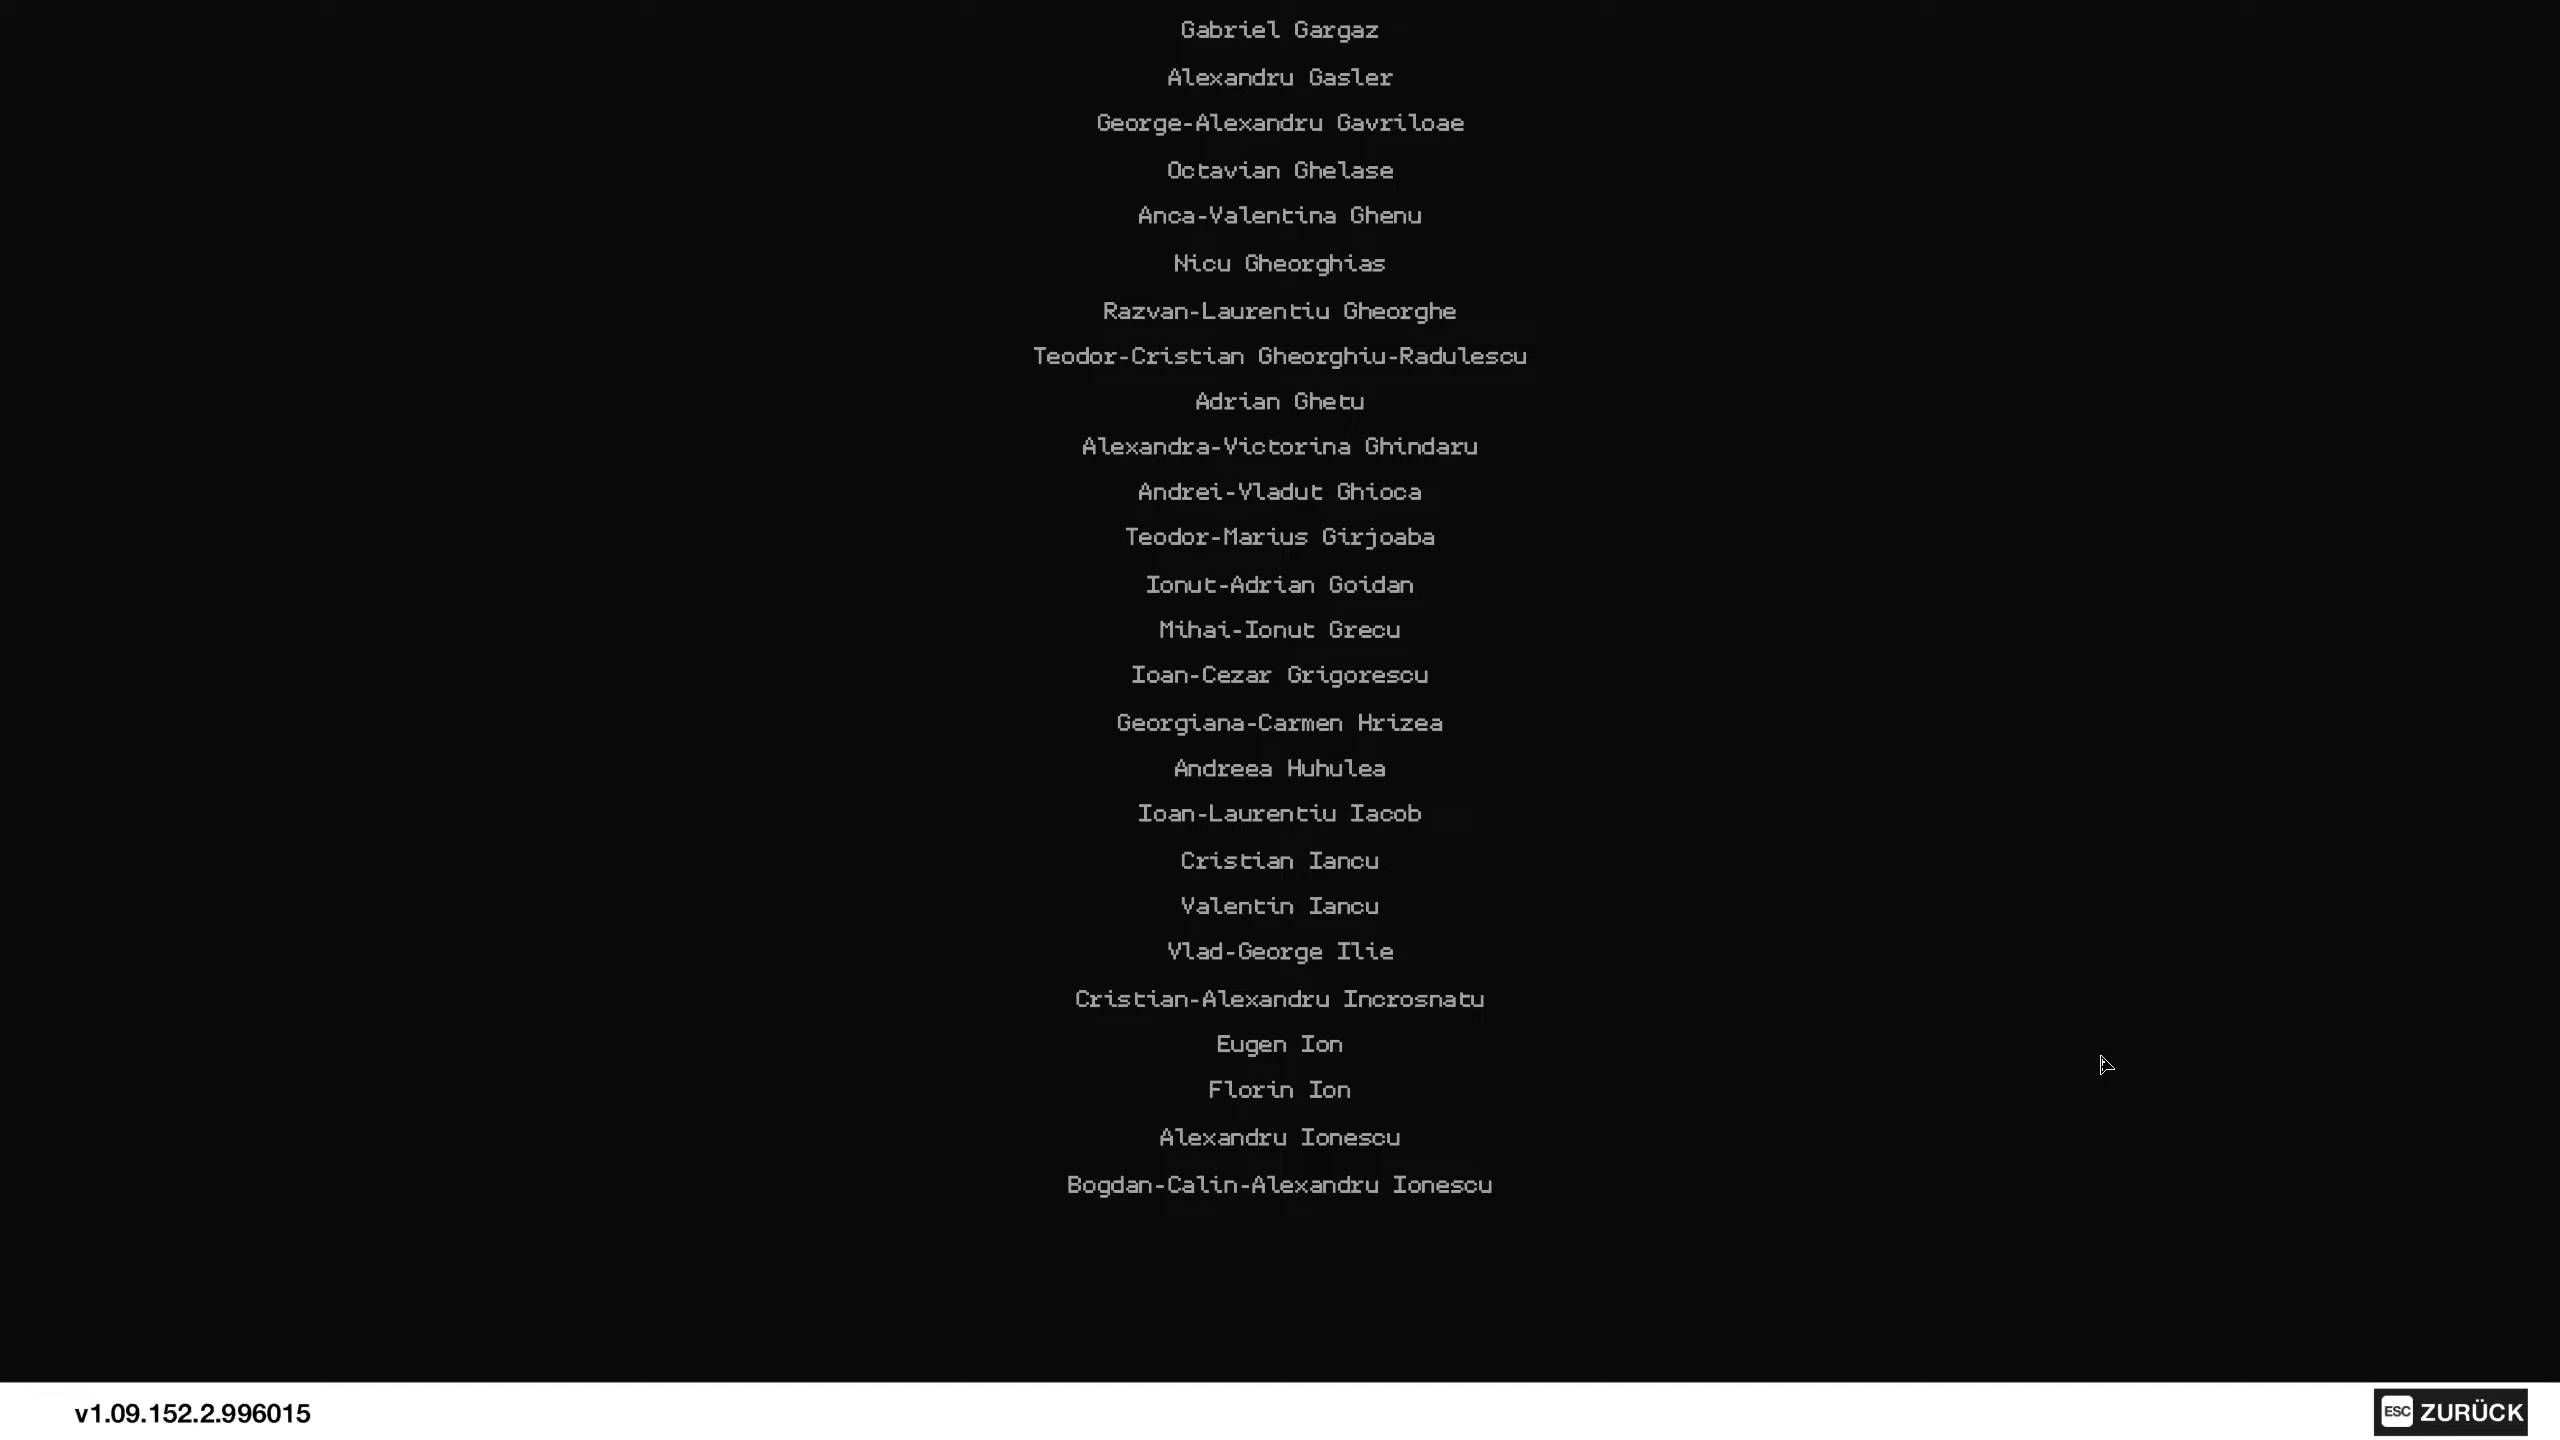 Gabriel Gargaz
Alexandru Gasler
George-Alexandru Gavriloae
Octavian Ghelase
Anca-Valentina Ghenu
Nicu Gheorghias
Razvan-Laurentiu Gheorghe
Teodor-Cristian Gheorghiu-Radulescu
Adrian Ghetu
Alexandra-Victorina Ghindaru
Andrei-Vladut Ghioca
Teodor-Marius Girjoaba
Ionut-Adrian Goidan
Mihai-Ionut Grecu
Ioan-Cezar Grigorescu
Georgiana-Carmen Hrizea
Andreea Huhulea
Ioan-Laurentiu Iacob
Cristian Iancu
Valentin Iancu
Vlad-George Ilie
Cristian-Alexandru Incrosnatu
Eugen Ion
Florin Ion
Alexandru Ionescu
Bogdan-Calin-Alexandru Ionescu
v1.09.152.2.996015
ESC ZURÜCK